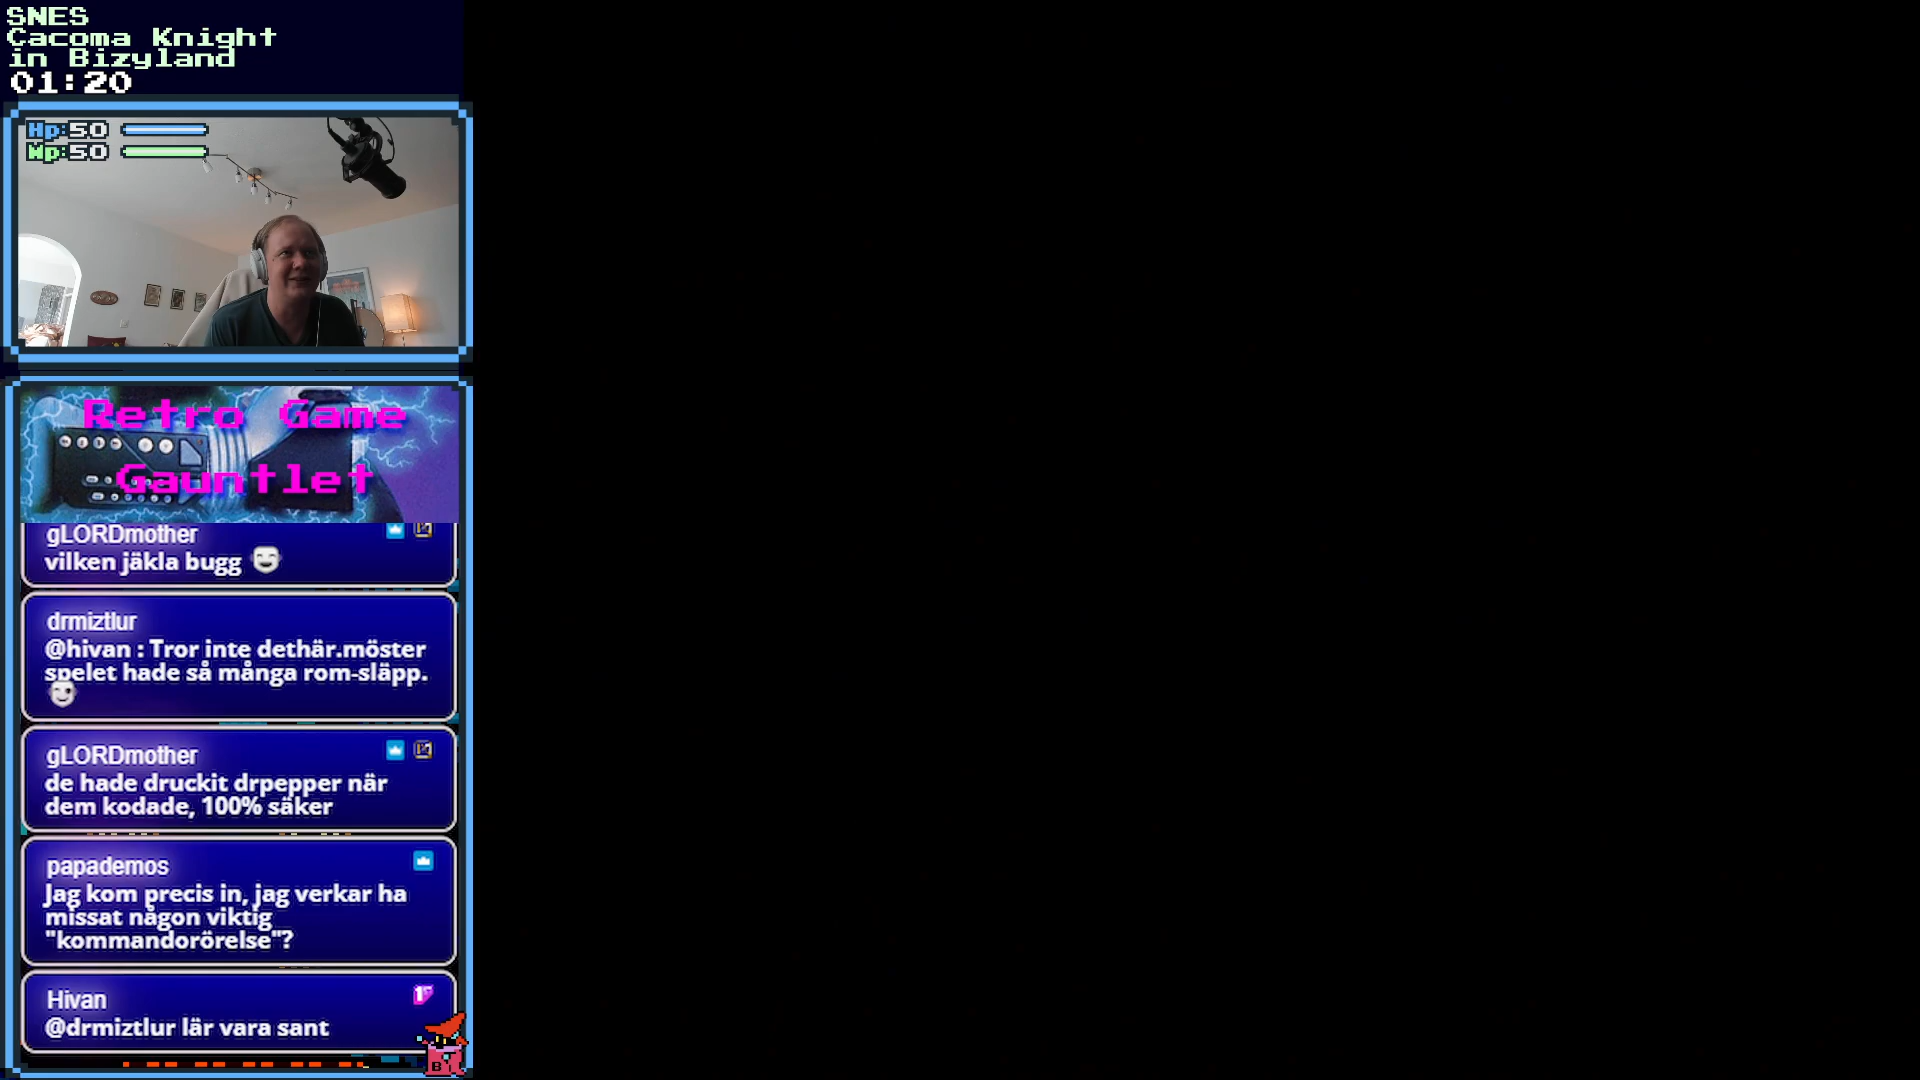 SNES
Cacoma Knight
in Bizyland
01:20
Hp:50
Mp:50
Retro Game
Gauntlet
gLORDmother
vilken jäkla bugg
drmiztlur
@hivan : Tror inte dethär.möster
spelet hade så många rom-släpp.
gLORDmother
de hade druckit drpepper när
dem kodade, 100% säker
papademos
Jag kom precis in, jag verkar ha
missat någon viktig
"kommandorörelse"?
Hivan
@drmiztlur lär vara sant